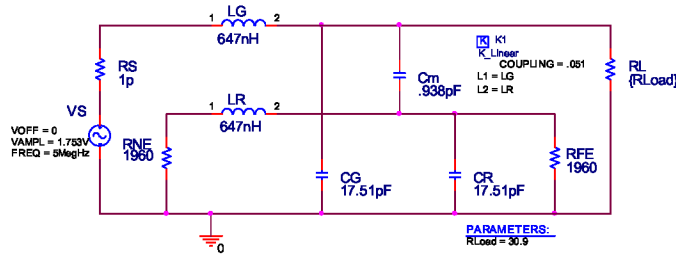 LG
1 2
647nH
K K1
K_Linear
COUPLING = .051
L1 = LG
L2 = LR
RS
1p
Cm
.938pF
RL
{RLoad}
VS
LR
1 2
647nH
VOFF = 0
VAMPL = 1.753V
FREQ = 5MegHz
RNE
1960
CG
17.51pF
CR
17.51pF
RFE
1960
0
PARAMETERS:
RLoad = 30.9